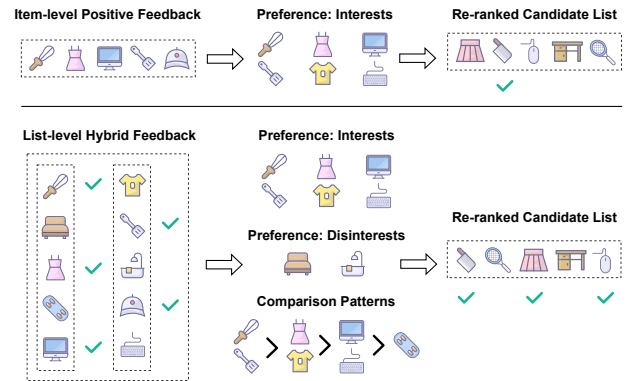 Item-level Positive Feedback
Preference: Interests
Re-ranked Candidate List
List-level Hybrid Feedback
Preference: Interests
Preference: Disinterests
Re-ranked Candidate List
Comparison Patterns